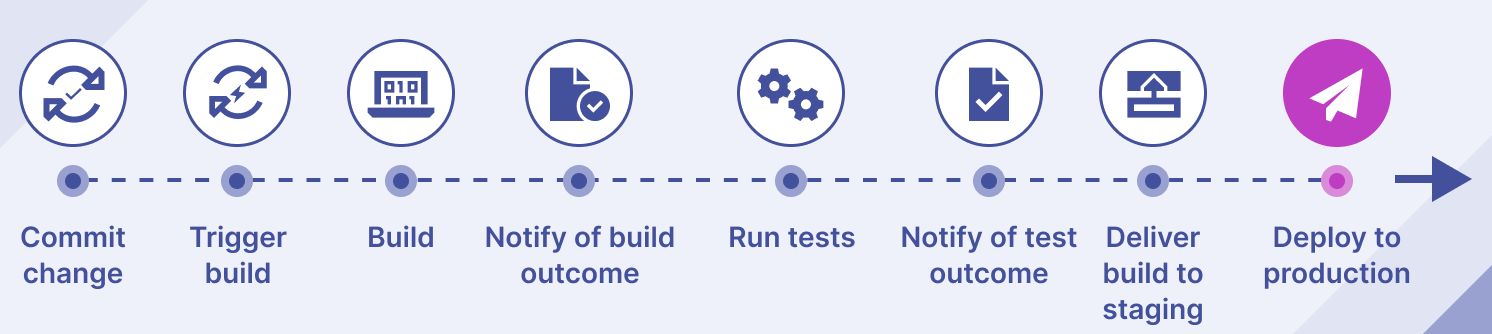 010
Commit
change
Trigger
build
Build
Notify of build
outcome
Run tests
Notify of test
outcome
Deliver
build to
staging
Deploy to
production